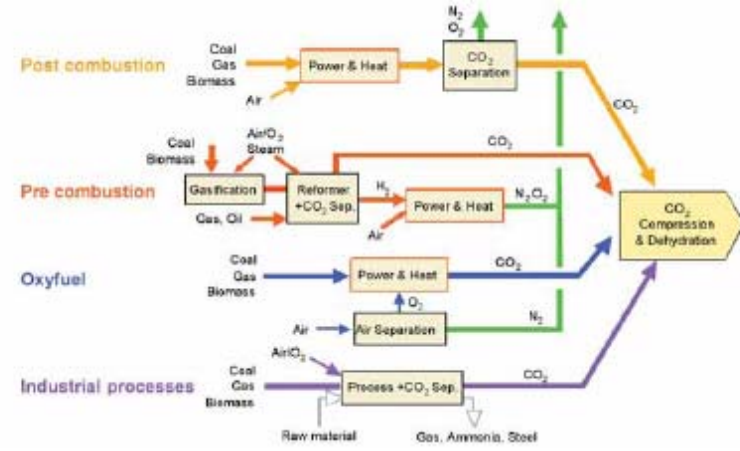 N₂
O₂
Post combustion
Coal
Gas
Biomass
Air
Power & Heat
CO₂
Separation
CO₂
Pre combustion
Coal
Biomass
Air/O₂
Steam
Gasification
Gas, Oil
Reformer
+CO₂ Sep.
CO₂
H₂
Air
Power & Heat
N₂ O₂
CO₂
Compression
& Dehydration
Oxyfuel
Coal
Gas
Biomass
Power & Heat
CO₂
O₂
Air
Air Separation
N₂
Industrial processes
Air/O₂
Coal
Gas
Biomass
Process +CO₂ Sep.
CO₂
Raw material
Gas, Ammonia, Steel